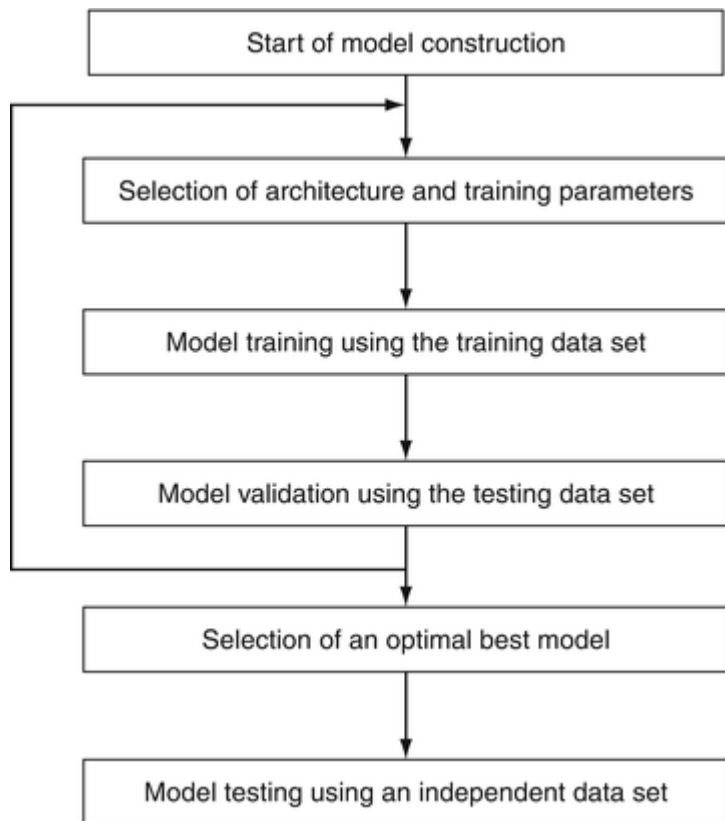 Start of model construction
Selection of architecture and training parameters
Model training using the training data set
Model validation using the testing data set
Selection of an optimal best model
Model testing using an independent data set